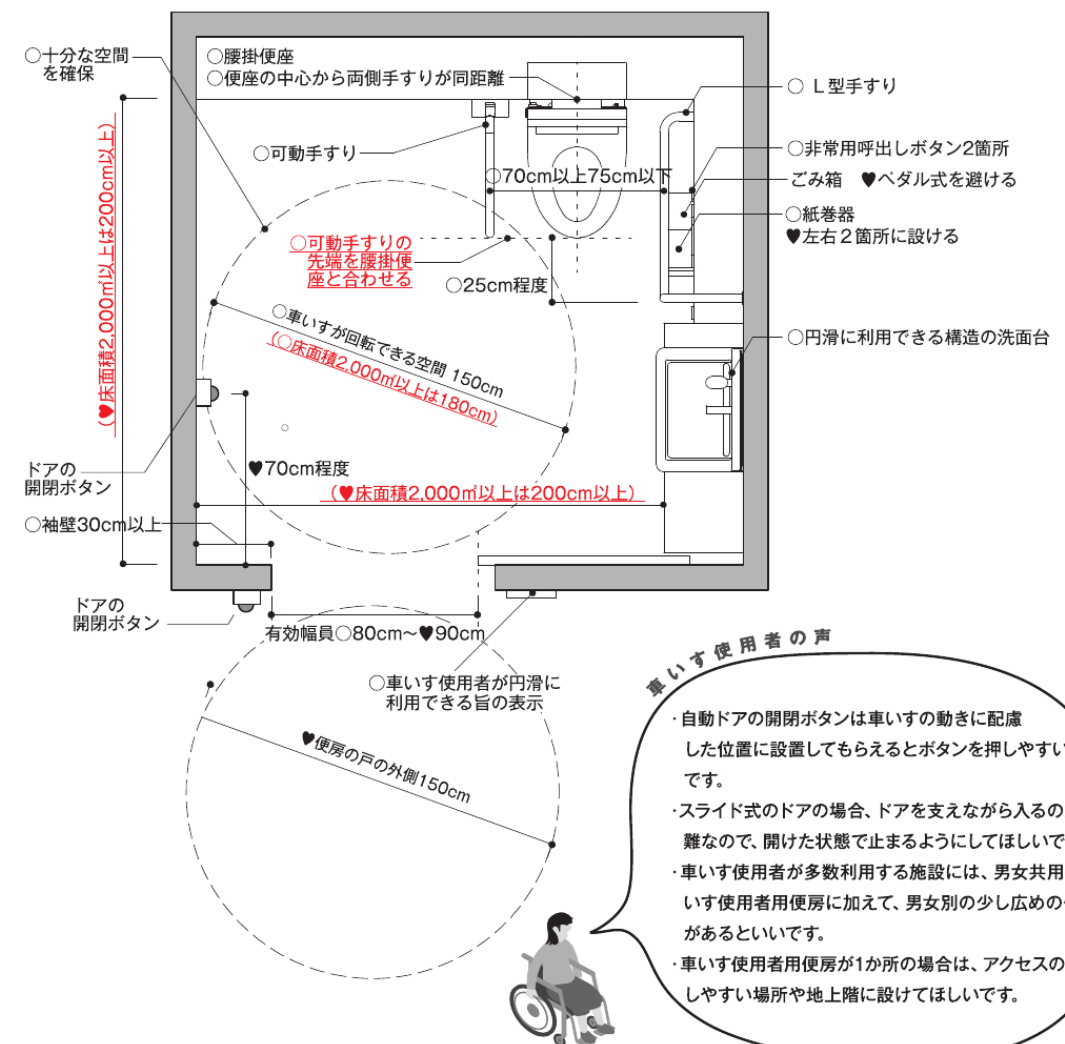 ○十分な空間
を確保
○腰掛便座
○便座の中心から両側手すりが同距離
○ L型手すり
○可動手すり
○非常用呼出しボタン2箇所
ごみ箱 ♥ペダル式を避ける
○70cm以上75cm以下
○紙巻器
♥左右2箇所に設ける
(♥床面積2,000㎡以上は200cm以上)
○可動手すりの
先端を腰掛便
座と合わせる
○25cm程度
○車いすが回転できる空間 150cm
(○床面積2,000㎡以上は180cm)
○円滑に利用できる構造の洗面台
ドアの
開閉ボタン
♥70cm程度
(♥床面積2,000㎡以上は200cm以上)
○袖壁30cm以上
ドアの
開閉ボタン
有効幅員○80cm～♥90cm
○車いす使用者が円滑に
利用できる旨の表示
♥便房の戸の外側150cm
車いす使用者の声
・自動ドアの開閉ボタンは車いすの動きに配慮
した位置に設置してもらえるとボタンを押しやすい
です。
・スライド式のドアの場合、ドアを支えながら入るの
難なので、開けた状態で止まるようにしてほしいで
・車いす使用者が多数利用する施設には、男女共用
いす使用者用便房に加えて、男女別の少し広めの
があるといいです。
・車いす使用者用便房が1か所の場合は、アクセスの
しやすい場所や地上階に設けてほしいです。